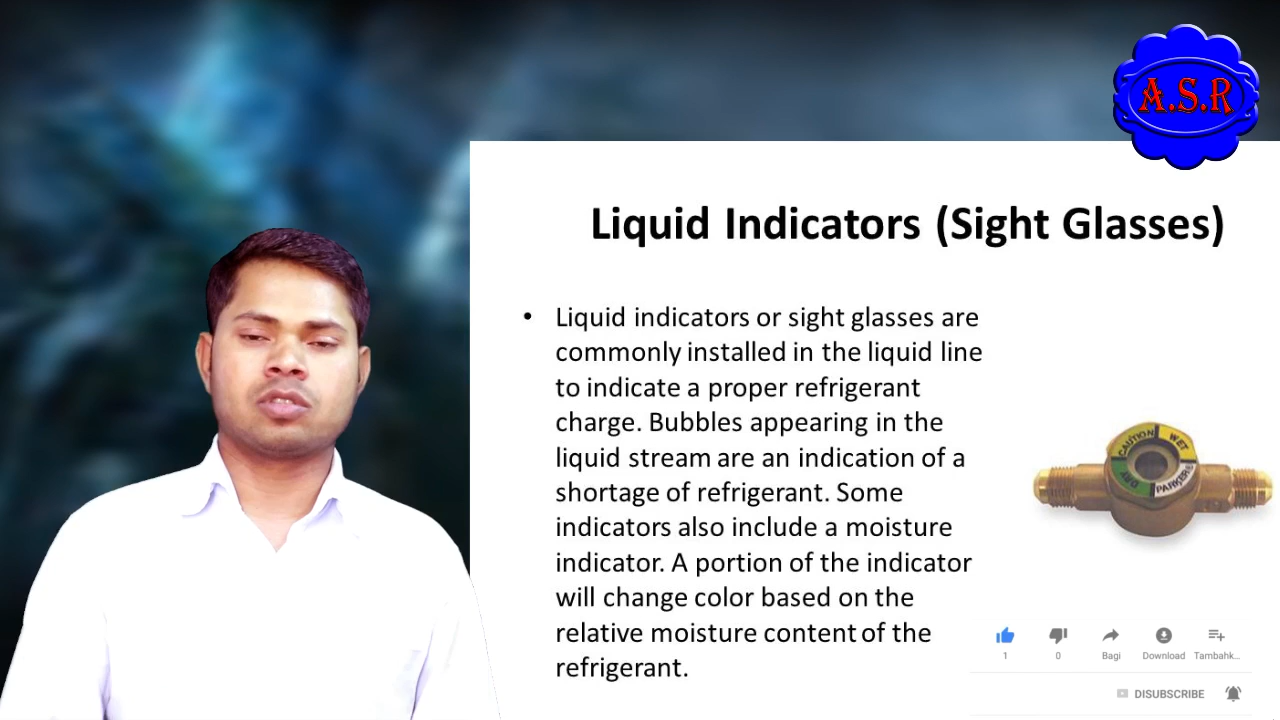 A.S.R
Liquid Indicators (Sight Glasses)
• Liquid indicators or sight glasses are
commonly installed in the liquid line
to indicate a proper refrigerant
charge. Bubbles appearing in the
liquid stream are an indication of a
shortage of refrigerant. Some
indicators also include a moisture
indicator. A portion of the indicator
will change color based on the
relative moisture content of the
refrigerant.
CAUTION WET
DRY PARKER
1 0 Bagi Download Tambahk...
DISUBSCRIBE